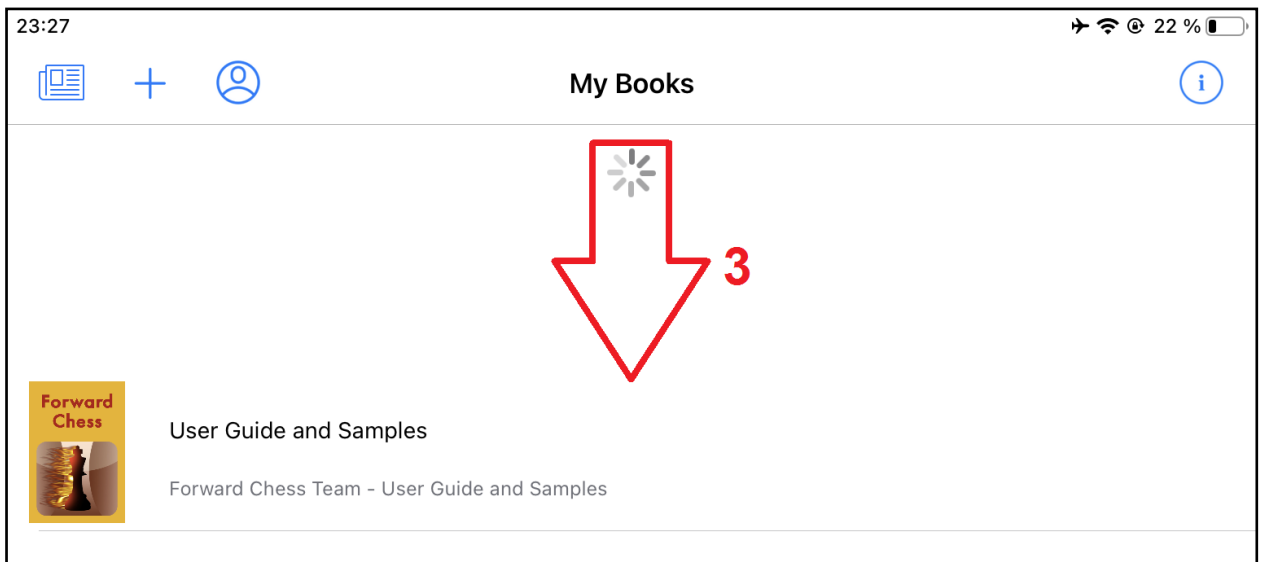 23:27
22 %
My Books
i
3
Forward
Chess
User Guide and Samples
Forward Chess Team - User Guide and Samples